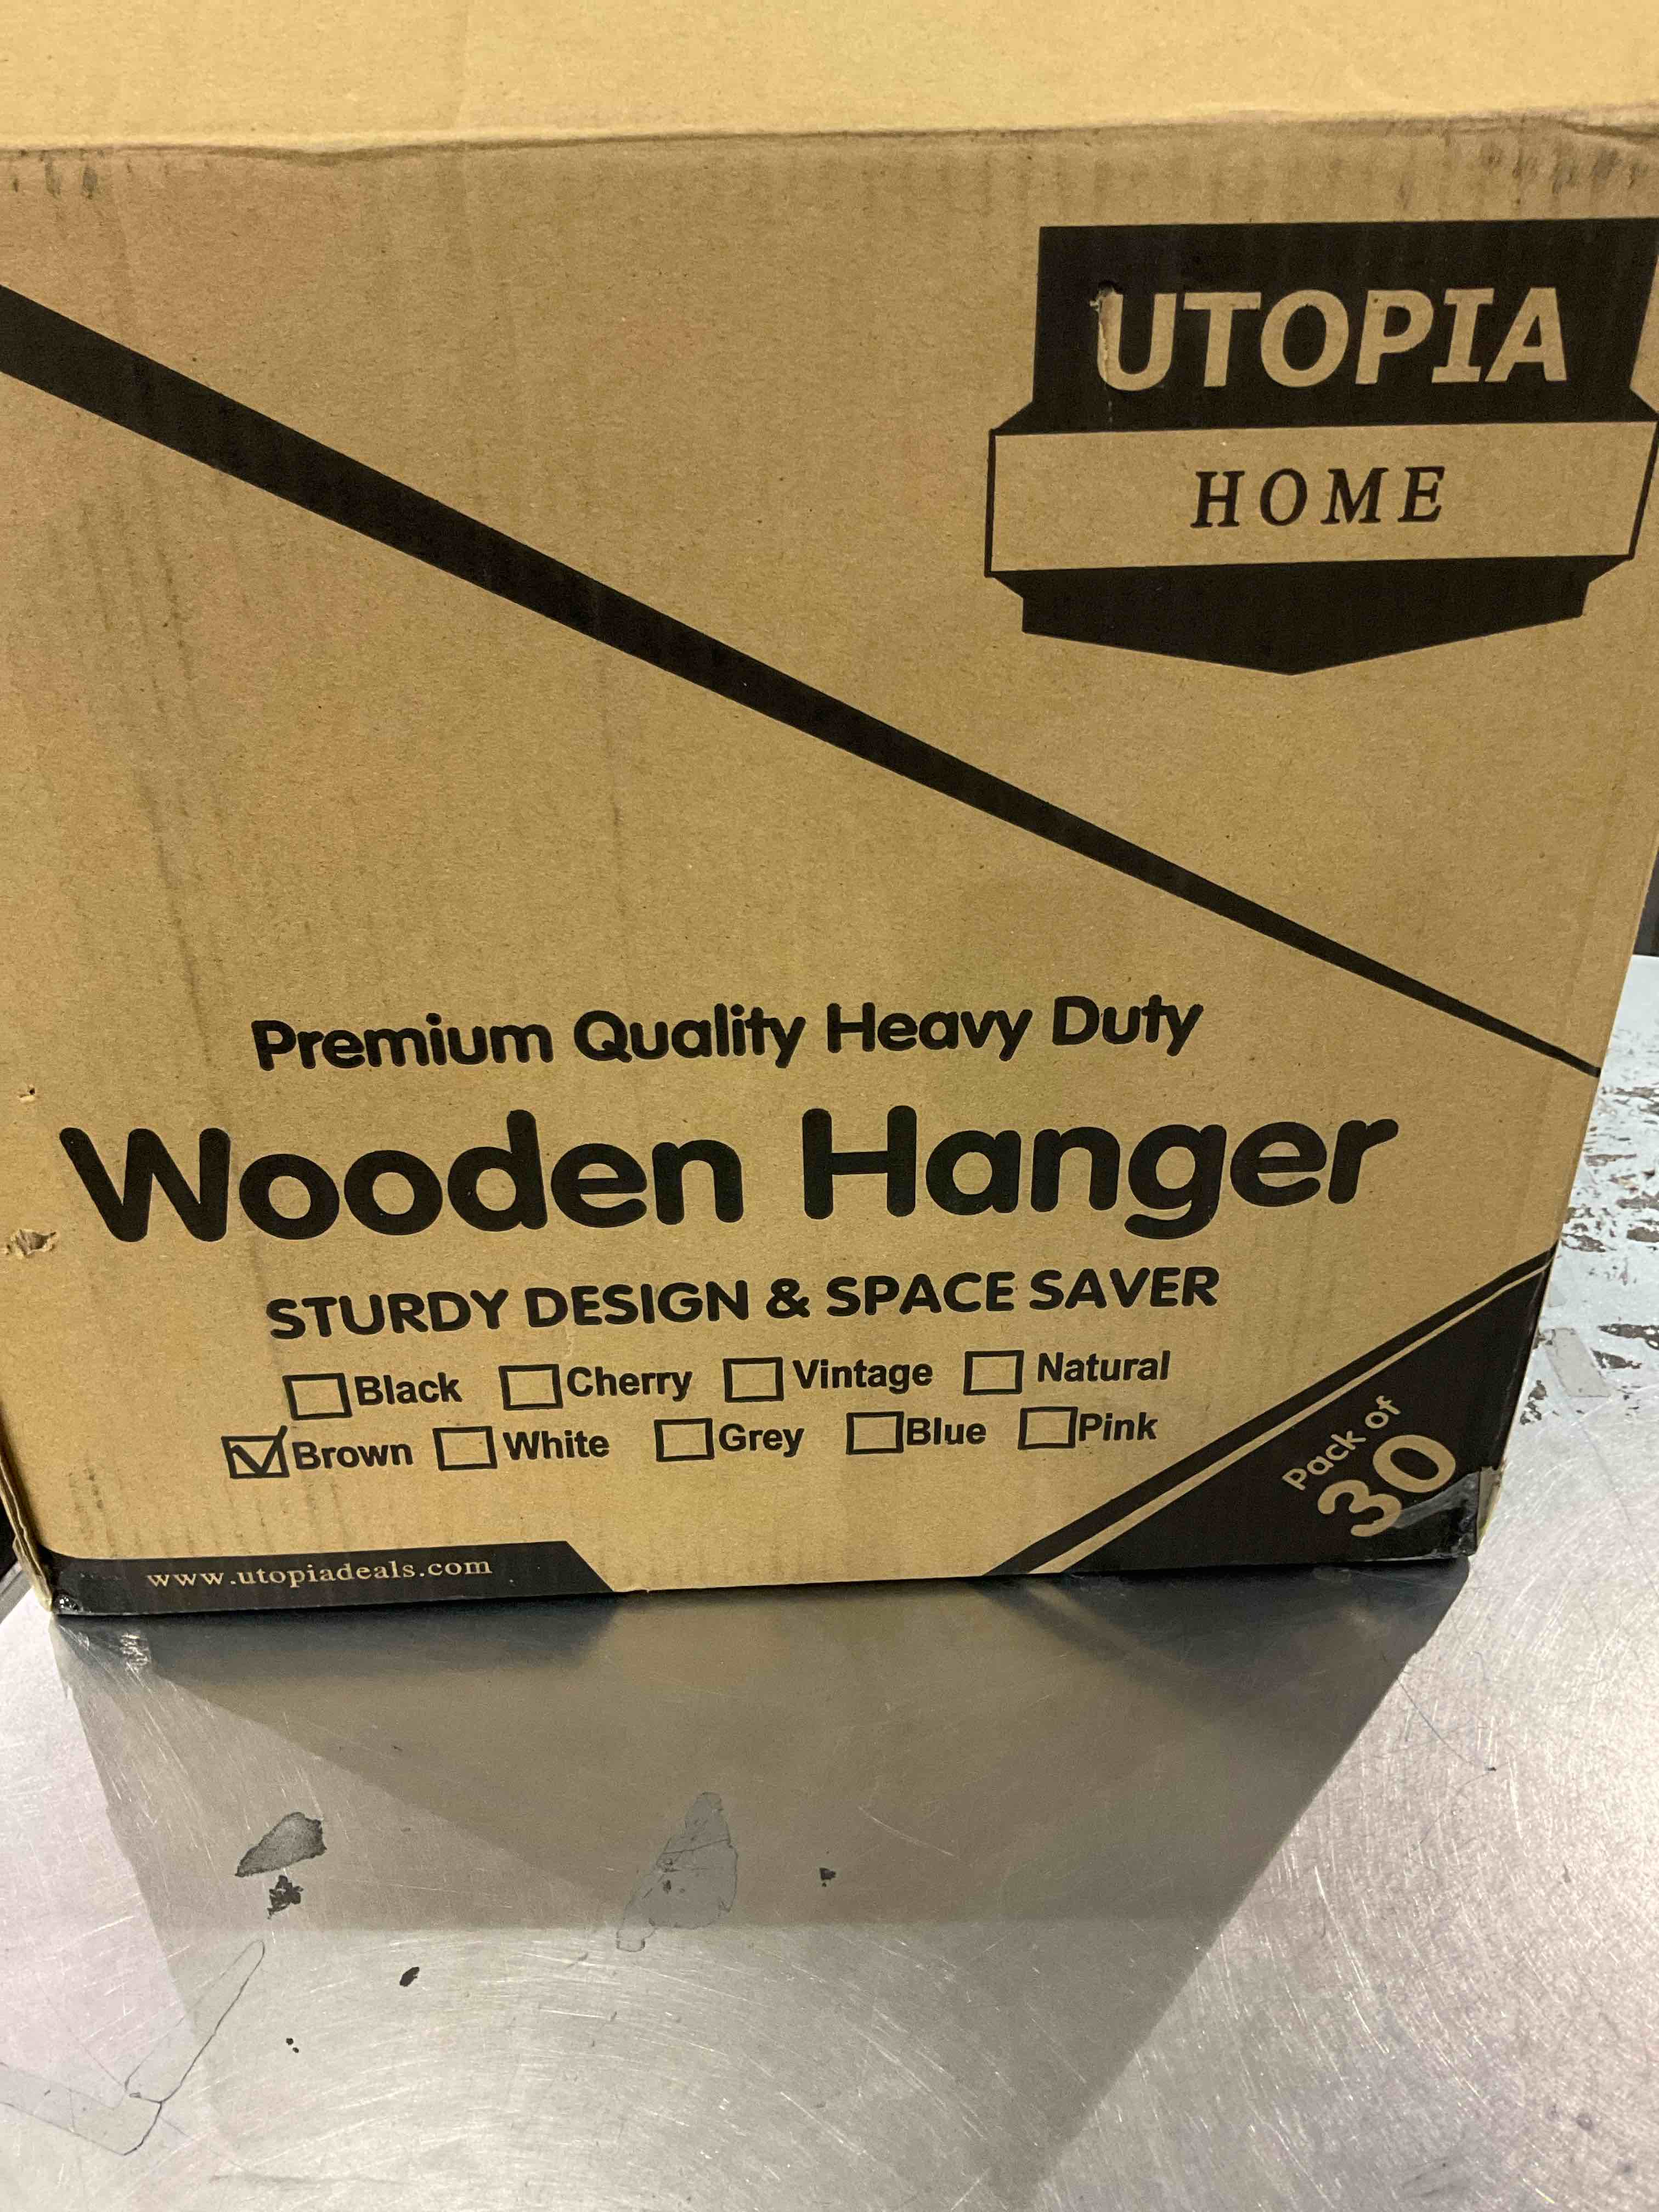 UTOPIA
HOME
Premium Quality Heavy Duty
Wooden Hanger
STURDY DESIGN & SPACE SAVER
Black Cherry Vintage Natural
Brown White Grey Blue Pink
Pack of
30
www.utopiadeals.com